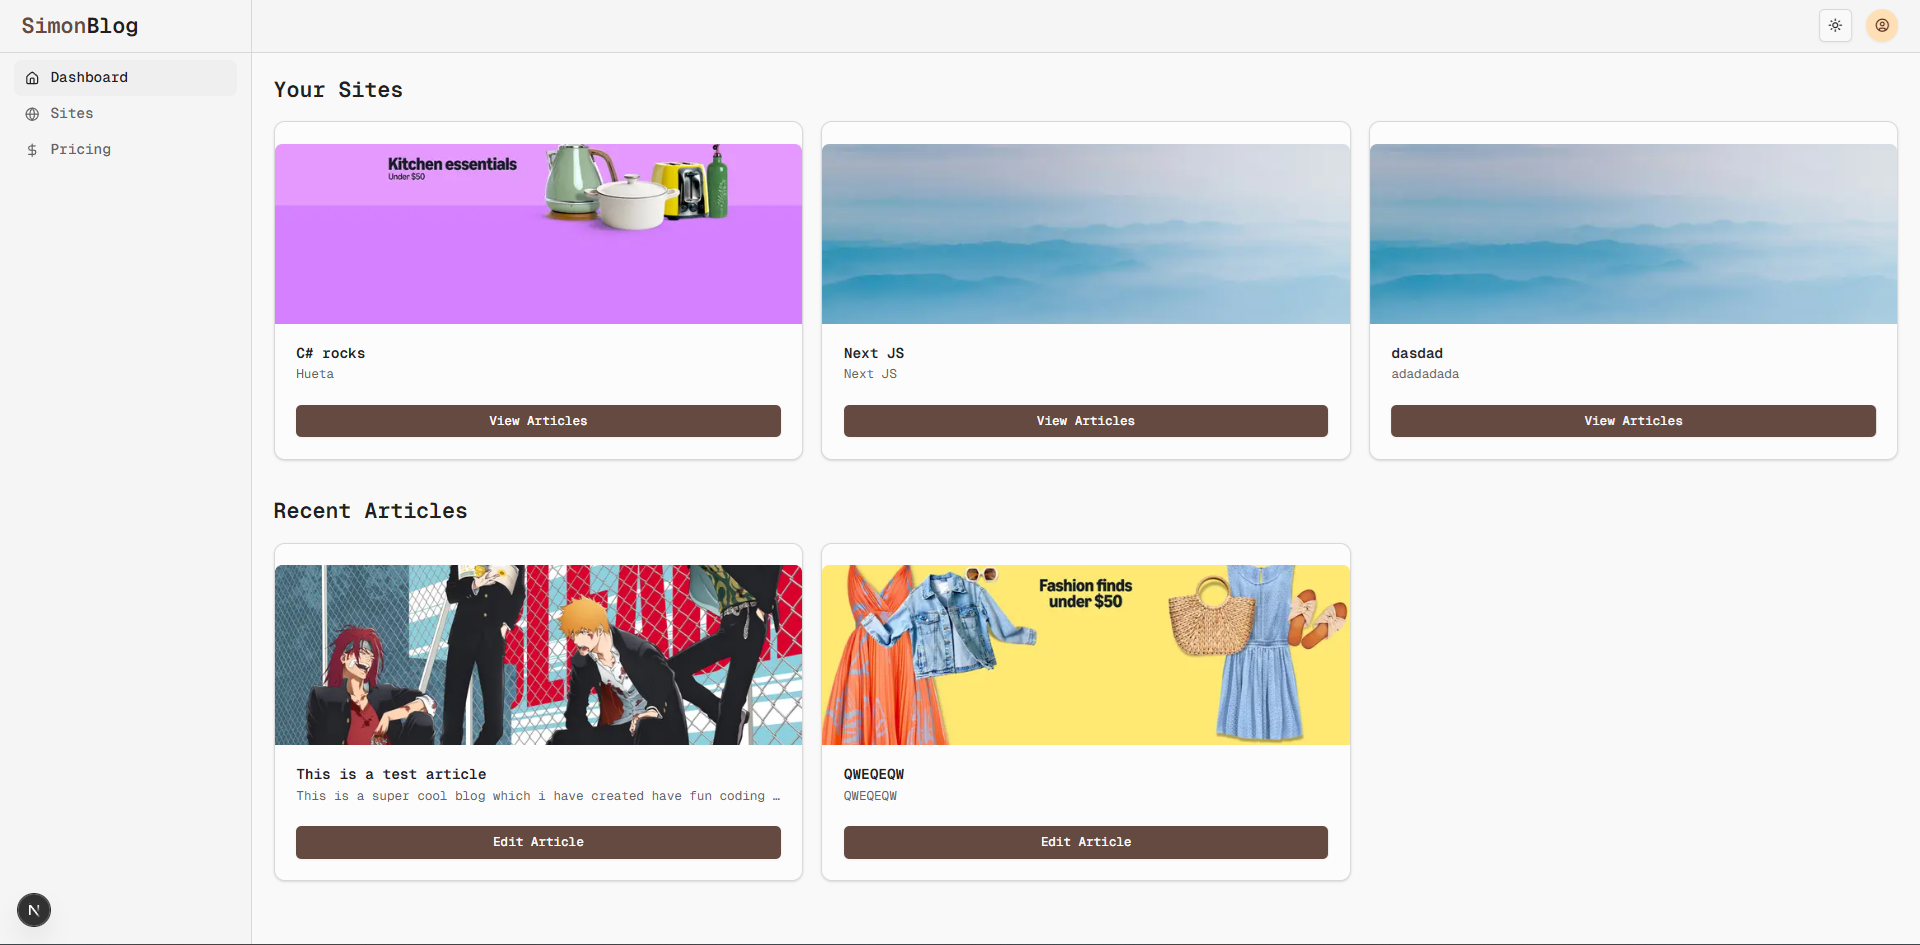 SimonBlog
Dashboard
Sites
Pricing
Your Sites
Kitchen essentials
Under $50
C# rocks
Hueta
View Articles
Next JS
Next JS
View Articles
dasdad
adadadada
View Articles
Recent Articles
This is a test article
This is a super cool blog which i have created have fun coding …
Edit Article
Fashion finds
under $50
QWEQEQW
QWEQEQW
Edit Article
N